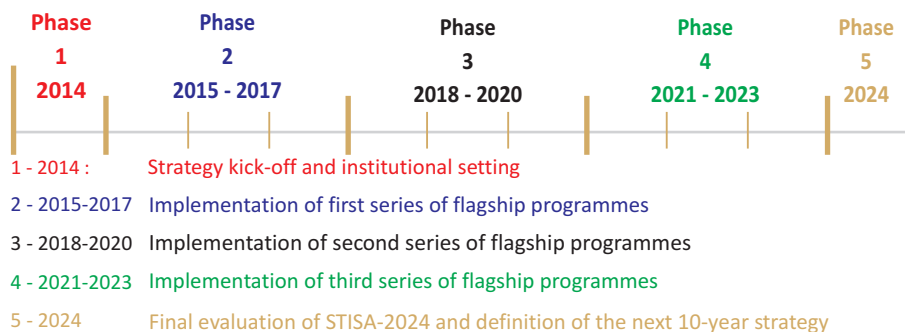 Phase
1
2014
Phase
2
2015 - 2017
Phase
3
2018 - 2020
Phase
4
2021 - 2023
Phase
5
2024
1 - 2014 : Strategy kick-off and institutional setting
2 - 2015-2017 Implementation of first series of flagship programmes
3 - 2018-2020 Implementation of second series of flagship programmes
4 - 2021-2023 Implementation of third series of flagship programmes
5 - 2024 Final evaluation of STISA-2024 and definition of the next 10-year strategy